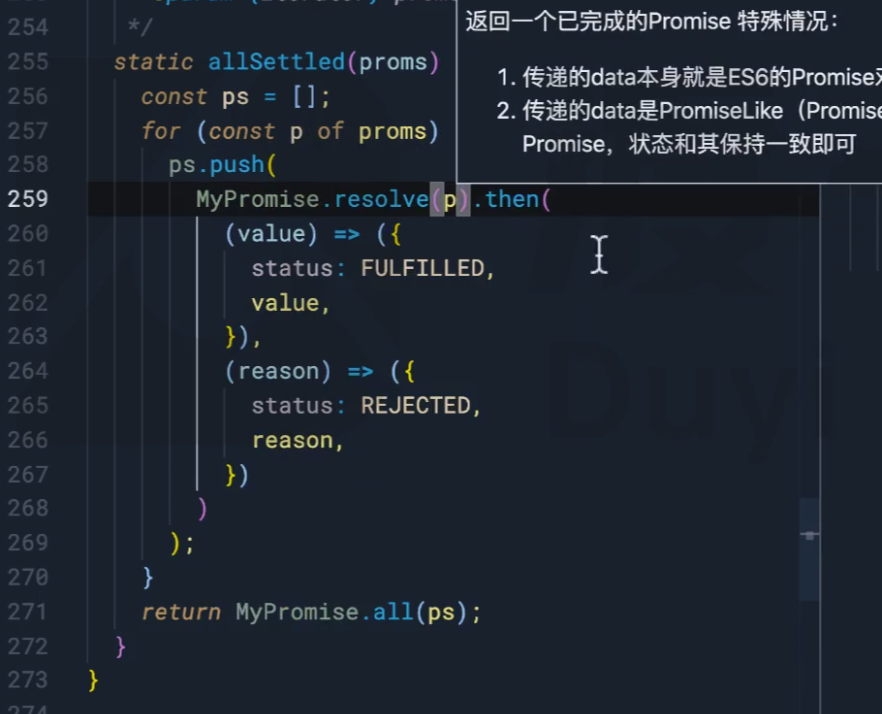 返回一个已完成的Promise 特殊情况：
1. 传递的data本身就是ES6的Promise
2. 传递的data是PromiseLike（Promise
Promise，状态和其保持一致即可
254 */
255 static allSettled(proms)
256 const ps = [];
257 for (const p of proms)
258 ps.push(
259 MyPromise.resolve(p).then(
260 (value) => ({
261 status: FULFILLED,
262 value,
263 }),
264 (reason) => ({
265 status: REJECTED,
266 reason,
267 })
268 )
269 );
270 }
271 return MyPromise.all(ps);
272 }
273 }
Duyi